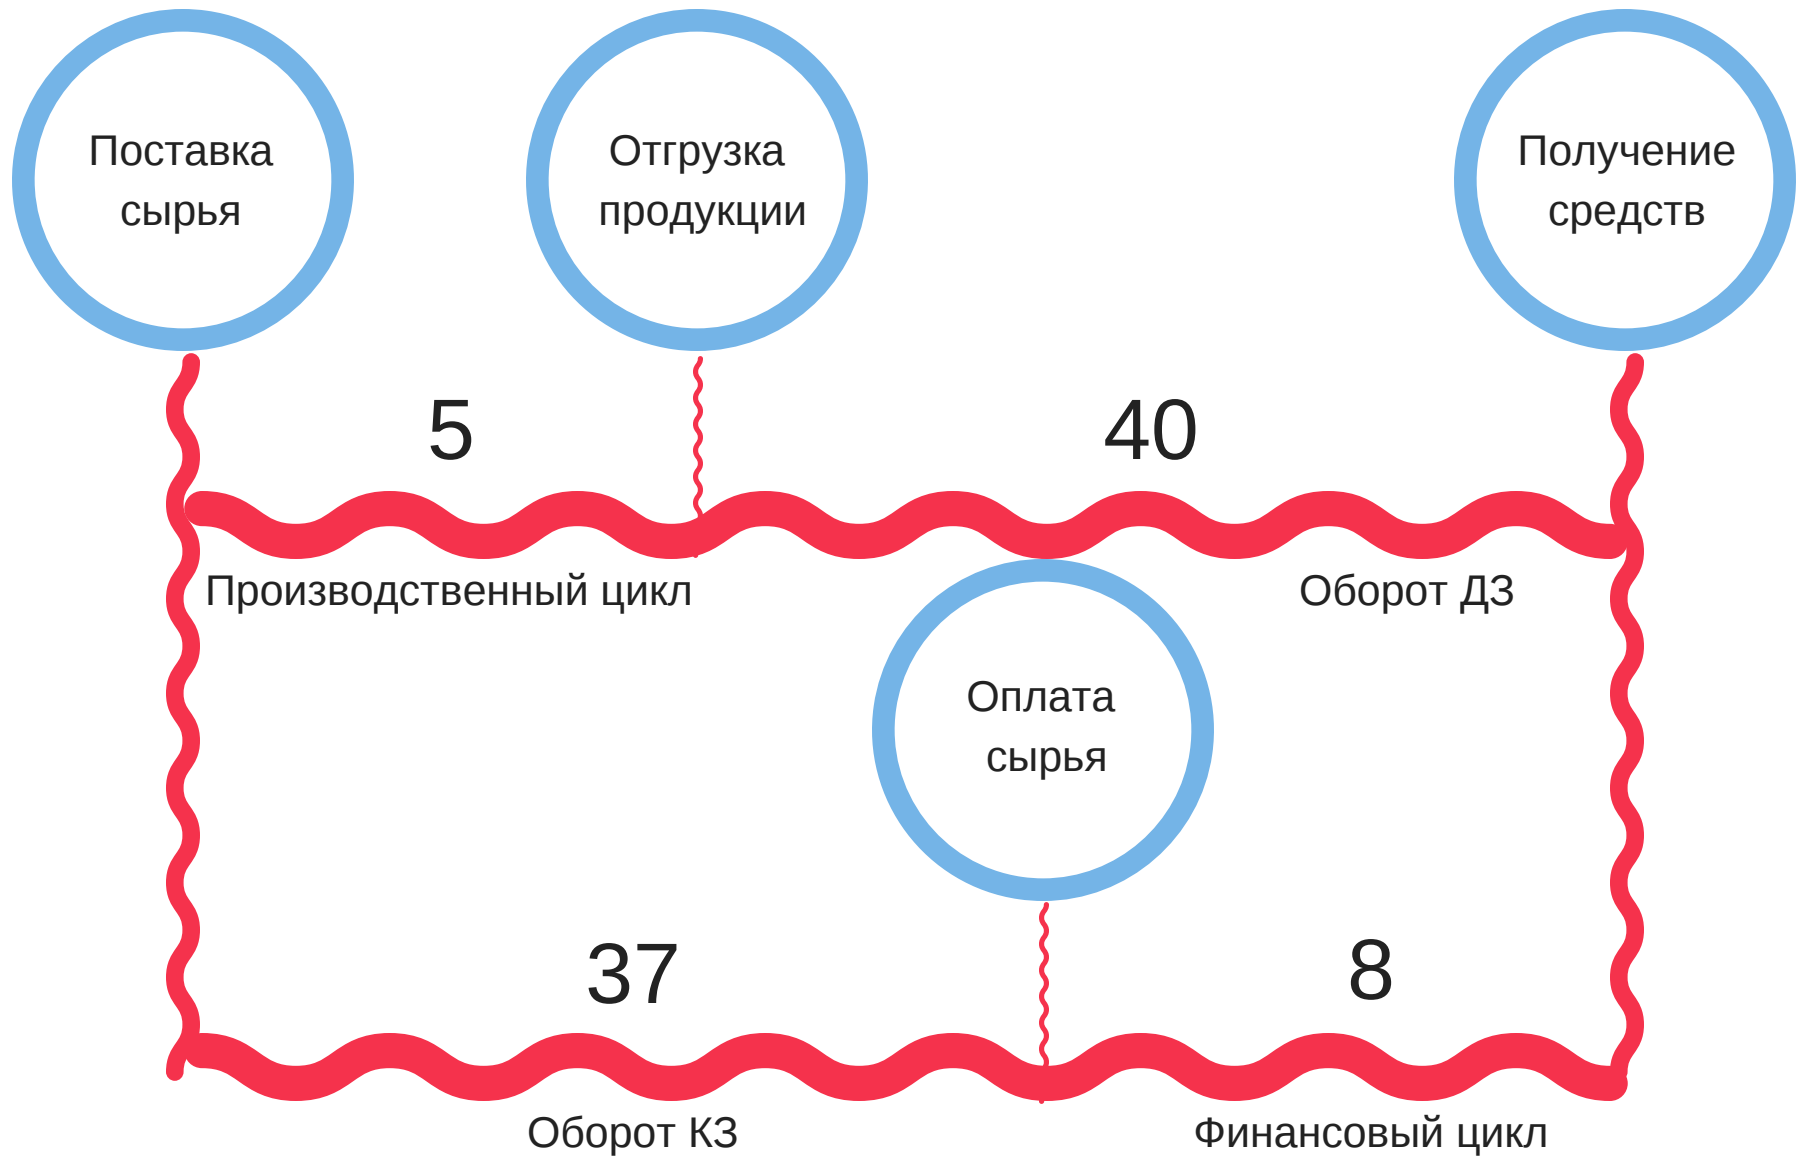 Поставка
сырья
Отгрузка
продукции
Получение
средств
5
40
Производственный цикл
Оборот ДЗ
Оплата
сырья
37
8
Оборот КЗ
Финансовый цикл